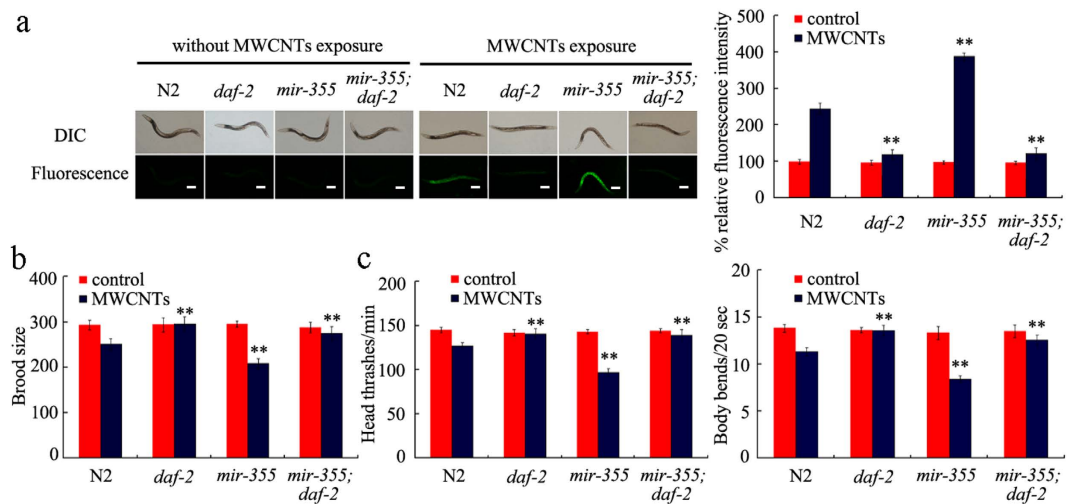 a
without MWCNTs exposure
MWCNTs exposure
N2
daf-2
mir-355
mir-355;
daf-2
N2
daf-2
mir-355
mir-355;
daf-2
DIC
Fluorescence
% relative fluorescence intensity
500
400
300
200
100
0
control
MWCNTs
**
**
**
N2
daf-2
mir-355
mir-355;
daf-2
b
Brood size
400
300
200
100
0
control
MWCNTs
**
**
**
N2
daf-2
mir-355
mir-355;
daf-2
c
Head thrashes/min
200
150
100
50
0
control
MWCNTs
**
**
**
N2
daf-2
mir-355
mir-355;
daf-2
Body bends/20 sec
20
15
10
5
0
control
MWCNTs
**
**
**
N2
daf-2
mir-355
mir-355;
daf-2